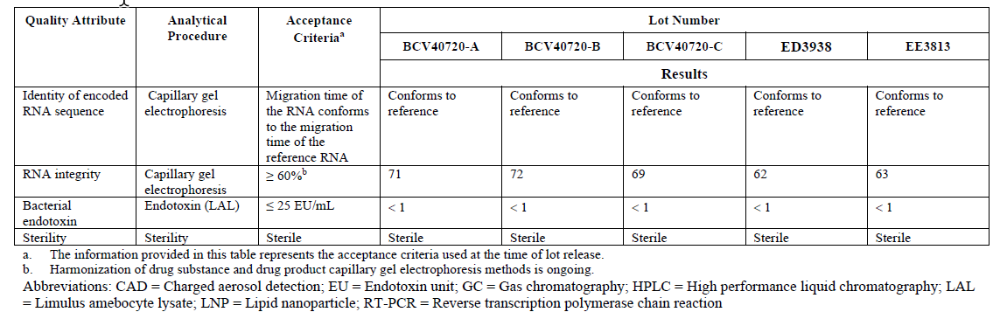 Quality Attribute Analytical Procedure Acceptance Criteriaa Lot Number
BCV40720-A BCV40720-B BCV40720-C ED3938 EE3813
Results
Identity of encoded Capillary gel Migration time of Conforms to Conforms to Conforms to Conforms to Conforms to
RNA sequence electrophoresis the RNA conforms reference reference reference reference reference
to the migration
time of the
reference RNA
RNA integrity Capillary gel ≥ 60%b 71 72 69 62 63
electrophoresis
Bacterial Endotoxin (LAL) ≤ 25 EU/mL < 1 < 1 < 1 < 1 < 1
endotoxin
Sterility Sterility Sterile Sterile Sterile Sterile Sterile Sterile
a. The information provided in this table represents the acceptance criteria used at the time of lot release.
b. Harmonization of drug substance and drug product capillary gel electrophoresis methods is ongoing.
Abbreviations: CAD = Charged aerosol detection; EU = Endotoxin unit; GC = Gas chromatography; HPLC = High performance liquid chromatography; LAL
= Limulus amebocyte lysate; LNP = Lipid nanoparticle; RT-PCR = Reverse transcription polymerase chain reaction